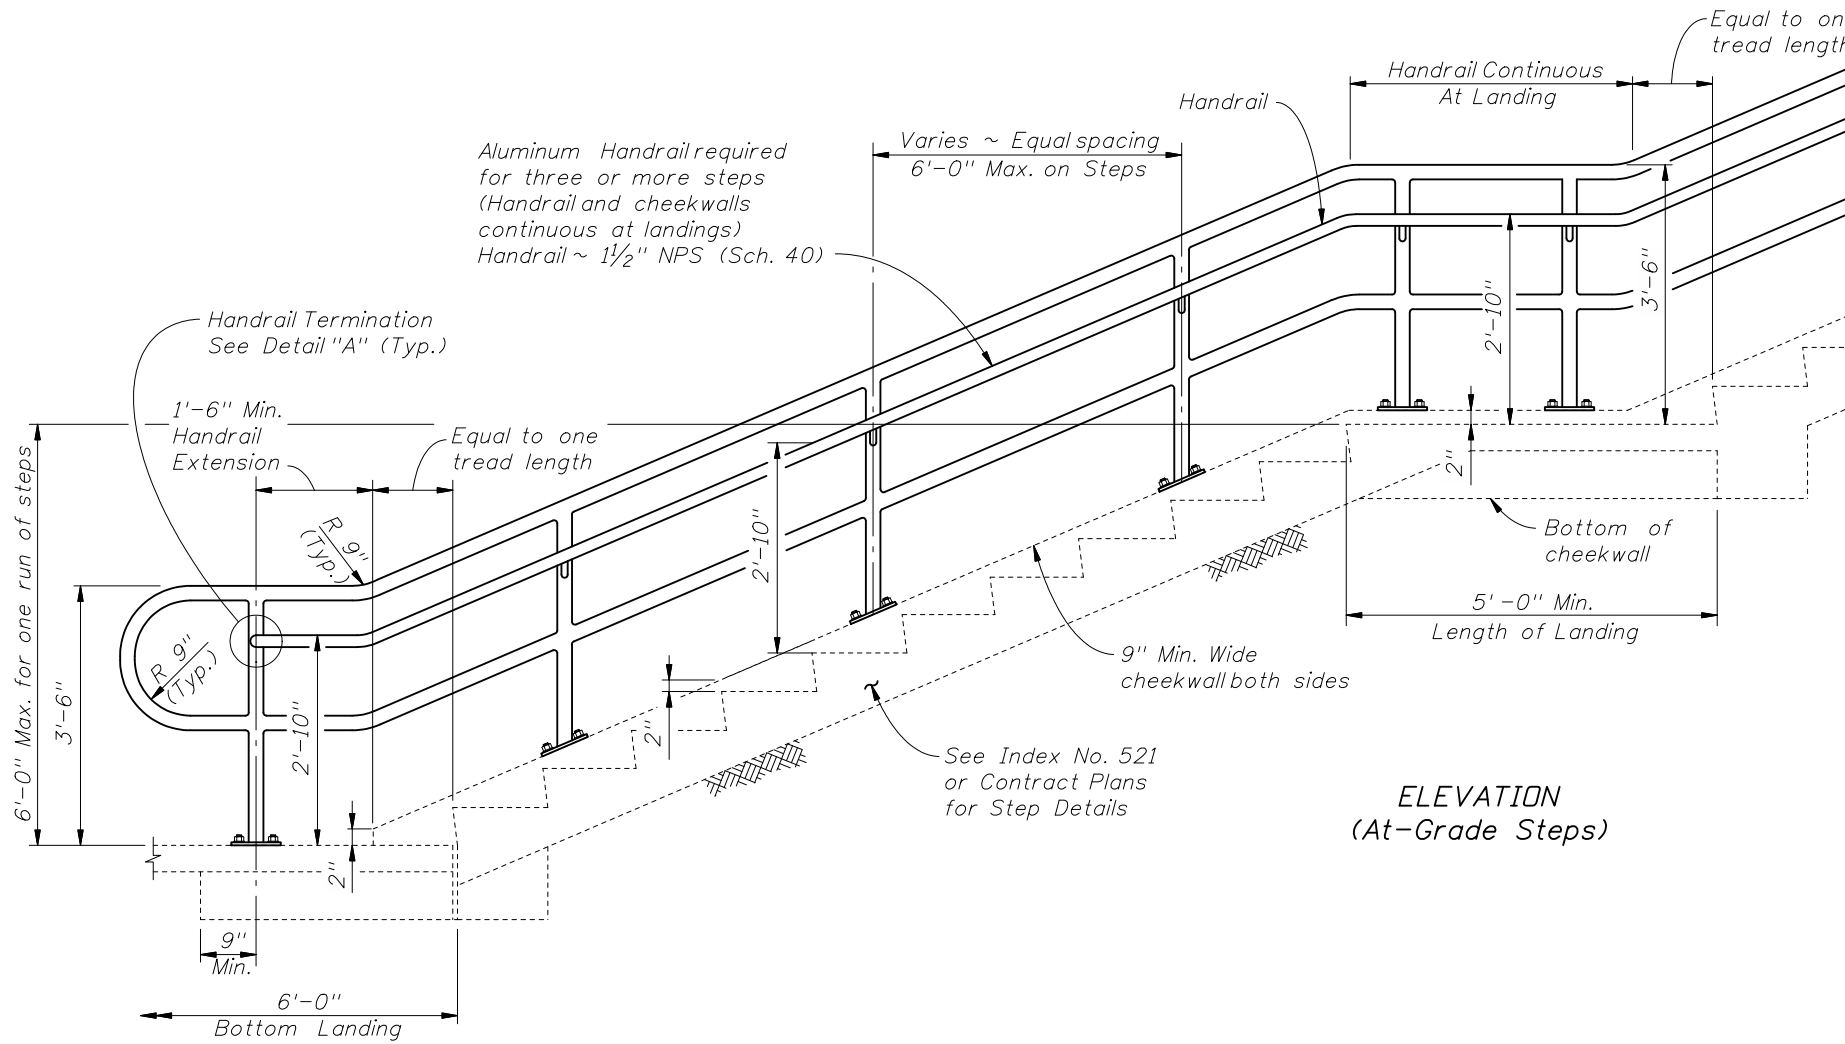 Equal to on
tread length
Handrail Continuous
At Landing
Handrail
Varies ~ Equal spacing
6'-0" Max. on Steps
Aluminum Handrail required
for three or more steps
(Handrail and cheekwalls
continuous at landings)
Handrail ~ 1½" NPS (Sch. 40)
Handrail Termination
See Detail "A" (Typ.)
1'-6" Min.
Handrail
Extension
Equal to one
tread length
6'-0" Max. for one run of steps
R 9"
(Typ.)
R 9"
(Typ.)
3'-6"
2'-10"
2'-10"
2'-10"
3'-6"
2"
2"
2"
Bottom of
cheekwall
5'-0" Min.
Length of Landing
9" Min. Wide
cheekwall both sides
See Index No. 521
or Contract Plans
for Step Details
ELEVATION
(At-Grade Steps)
9"
Min.
6'-0"
Bottom Landing